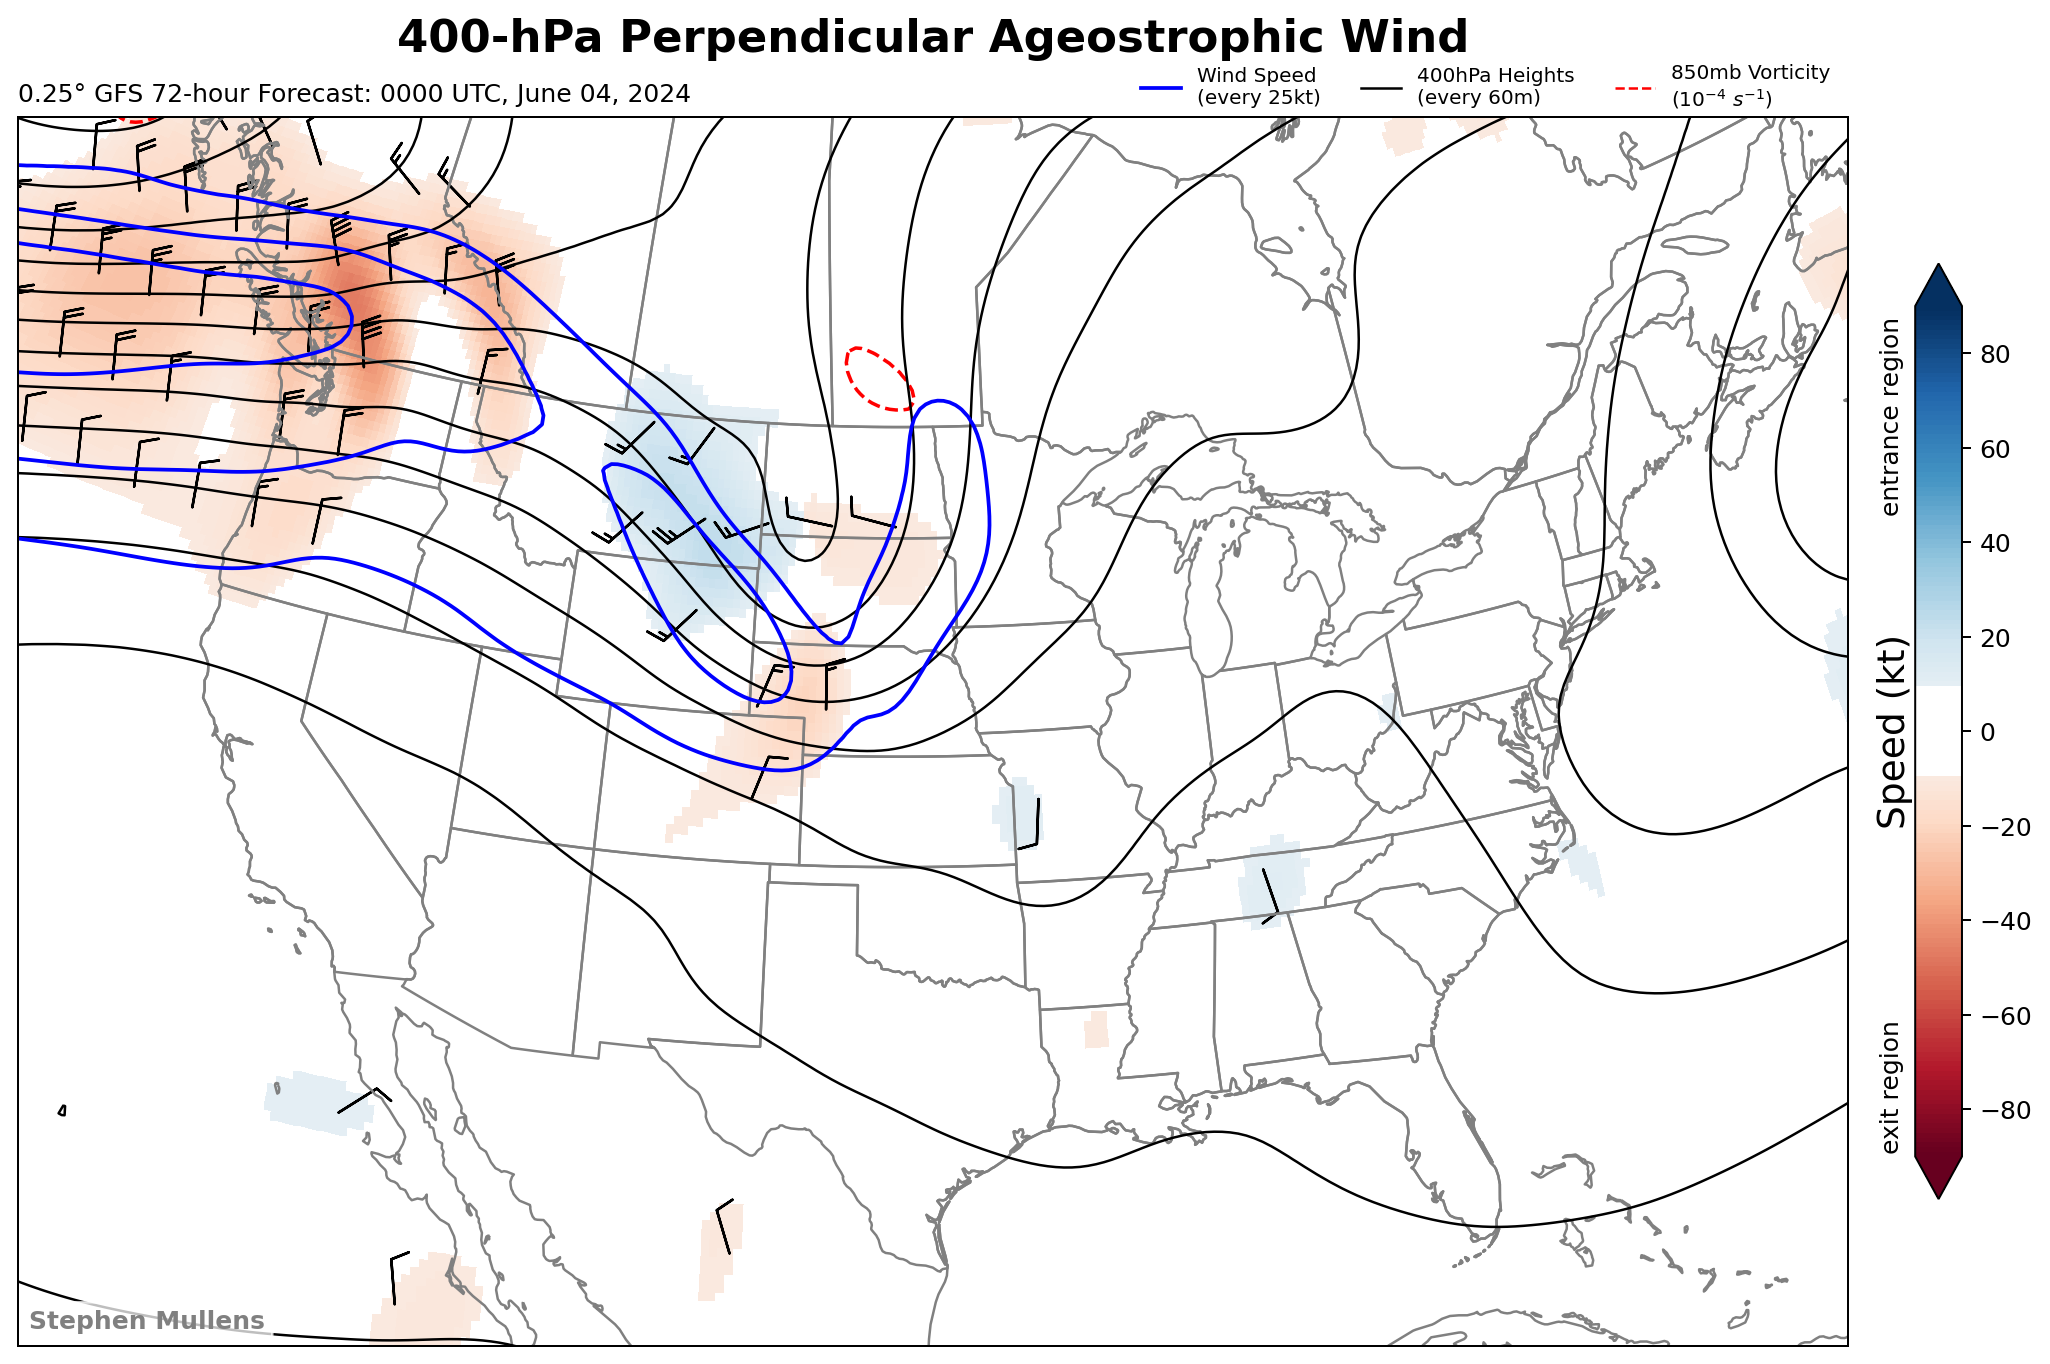 400-hPa Perpendicular Ageostrophic Wind
0.25° GFS 72-hour Forecast: 0000 UTC, June 04, 2024
Wind Speed
(every 25kt)
400hPa Heights
(every 60m)
850mb Vorticity
(10⁻⁴ s⁻¹)
entrance region
Speed (kt)
exit region
80
60
40
20
0
−20
−40
−60
−80
Stephen Mullens